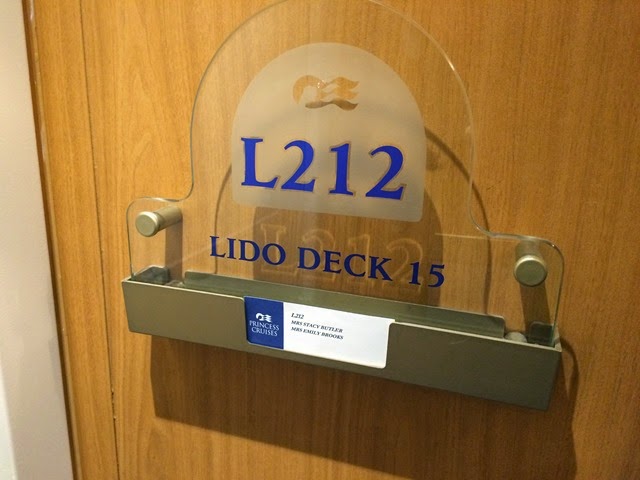 L212
LIDO DECK 15
PRINCESS
CRUISES
L212
MRS STACY BUTLER
MRS EMILY BROOKS